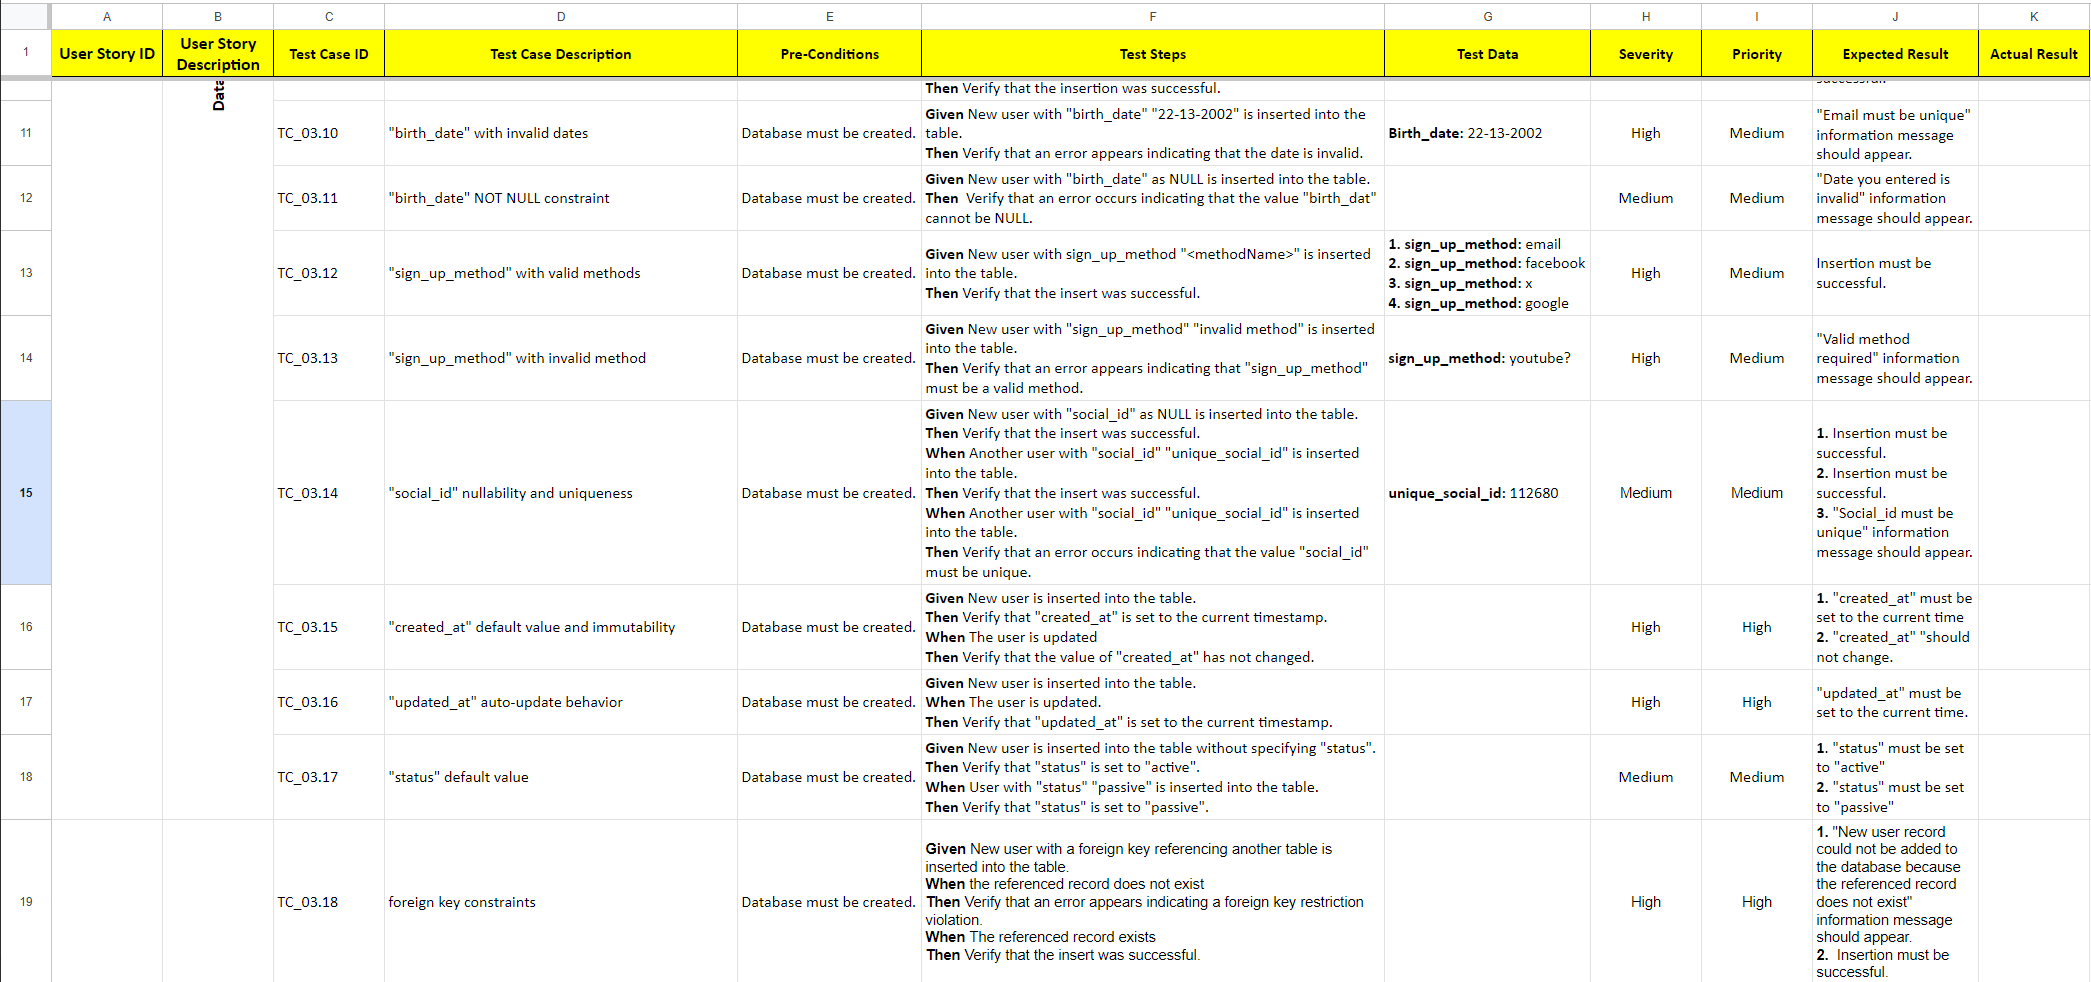 A B C D E F G H I J K
1 User Story ID User Story Description Test Case ID Test Case Description Pre-Conditions Test Steps Test Data Severity Priority Expected Result Actual Result
Data
Then Verify that the insertion was successful.
successful.
11
TC_03.10
"birth_date" with invalid dates
Database must be created.
Given New user with "birth_date" "22-13-2002" is inserted into the
table.
Then Verify that an error appears indicating that the date is invalid.
Birth_date: 22-13-2002
High
Medium
"Email must be unique"
information message
should appear.
12
TC_03.11
"birth_date" NOT NULL constraint
Database must be created.
Given New user with "birth_date" as NULL is inserted into the table.
Then Verify that an error occurs indicating that the value "birth_dat"
cannot be NULL.
Medium
Medium
"Date you entered is
invalid" information
message should appear.
13
TC_03.12
"sign_up_method" with valid methods
Database must be created.
Given New user with sign_up_method "<methodName>" is inserted
into the table.
Then Verify that the insert was successful.
1. sign_up_method: email
2. sign_up_method: facebook
3. sign_up_method: x
4. sign_up_method: google
High
Medium
Insertion must be
successful.
14
TC_03.13
"sign_up_method" with invalid method
Database must be created.
Given New user with "sign_up_method" "invalid method" is inserted
into the table.
Then Verify that an error appears indicating that "sign_up_method"
must be a valid method.
sign_up_method: youtube?
High
Medium
"Valid method
required" information
message should appear.
15
TC_03.14
"social_id" nullability and uniqueness
Database must be created.
Given New user with "social_id" as NULL is inserted into the table.
Then Verify that the insert was successful.
When Another user with "social_id" "unique_social_id" is inserted
into the table.
Then Verify that the insert was successful.
When Another user with "social_id" "unique_social_id" is inserted
into the table.
Then Verify that an error occurs indicating that the value "social_id"
must be unique.
unique_social_id: 112680
Medium
Medium
1. Insertion must be
successful.
2. Insertion must be
successful.
3. "Social_id must be
unique" information
message should appear.
16
TC_03.15
"created_at" default value and immutability
Database must be created.
Given New user is inserted into the table.
Then Verify that "created_at" is set to the current timestamp.
When The user is updated
Then Verify that the value of "created_at" has not changed.
High
High
1. "created_at" must be
set to the current time
2. "created_at" "should
not change.
17
TC_03.16
"updated_at" auto-update behavior
Database must be created.
Given New user is inserted into the table.
When The user is updated.
Then Verify that "updated_at" is set to the current timestamp.
High
High
"updated_at" must be
set to the current time.
18
TC_03.17
"status" default value
Database must be created.
Given New user is inserted into the table without specifying "status".
Then Verify that "status" is set to "active".
When User with "status" "passive" is inserted into the table.
Then Verify that "status" is set to "passive".
Medium
Medium
1. "status" must be set
to "active"
2. "status" must be set
to "passive"
19
TC_03.18
foreign key constraints
Database must be created.
Given New user with a foreign key referencing another table is
inserted into the table.
When the referenced record does not exist
Then Verify that an error appears indicating a foreign key restriction
violation.
When The referenced record exists
Then Verify that the insert was successful.
High
High
1. "New user record
could not be added to
the database because
the referenced record
does not exist"
information message
should appear.
2. Insertion must be
successful.